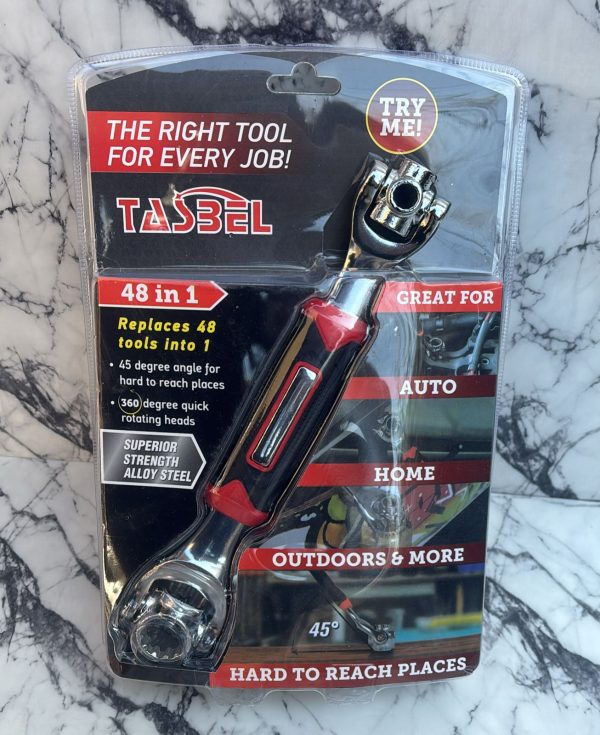 TRY
ME!
THE RIGHT TOOL
FOR EVERY JOB!
TASBEL
48 in 1
Replaces 48
tools into 1
• 45 degree angle for
hard to reach places
• 360 degree quick
rotating heads
SUPERIOR
STRENGTH
ALLOY STEEL
GREAT FOR
AUTO
HOME
OUTDOORS & MORE
45°
HARD TO REACH PLACES